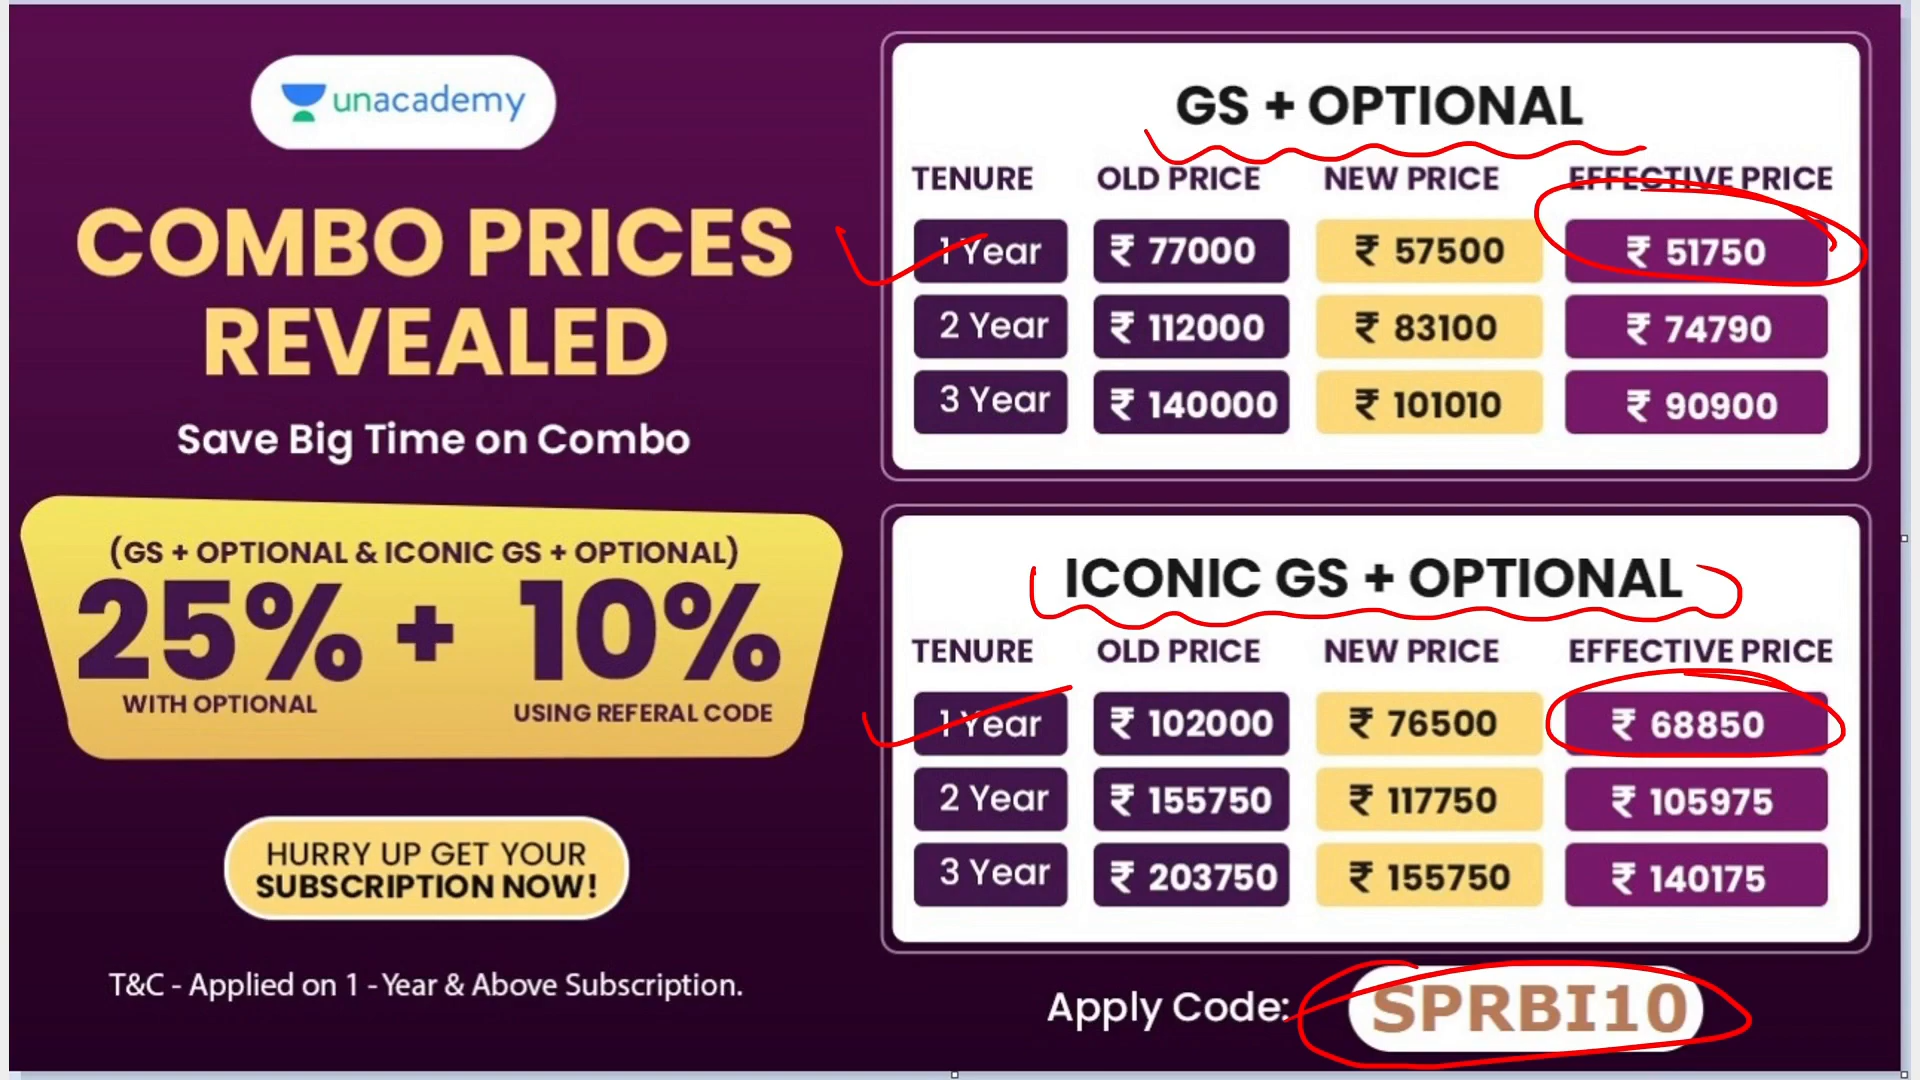 unacademy
COMBO PRICES
REVEALED
Save Big Time on Combo
(GS + OPTIONAL & ICONIC GS + OPTIONAL)
25% + 10%
WITH OPTIONAL USING REFERAL CODE
HURRY UP GET YOUR
SUBSCRIPTION NOW!
T&C - Applied on 1 - Year & Above Subscription.
GS + OPTIONAL
TENURE OLD PRICE NEW PRICE EFFECTIVE PRICE
1 Year ₹ 77000 ₹ 57500 ₹ 51750
2 Year ₹ 112000 ₹ 83100 ₹ 74790
3 Year ₹ 140000 ₹ 101010 ₹ 90900
ICONIC GS + OPTIONAL
TENURE OLD PRICE NEW PRICE EFFECTIVE PRICE
1 Year ₹ 102000 ₹ 76500 ₹ 68850
2 Year ₹ 155750 ₹ 117750 ₹ 105975
3 Year ₹ 203750 ₹ 155750 ₹ 140175
Apply Code: SPRBI10